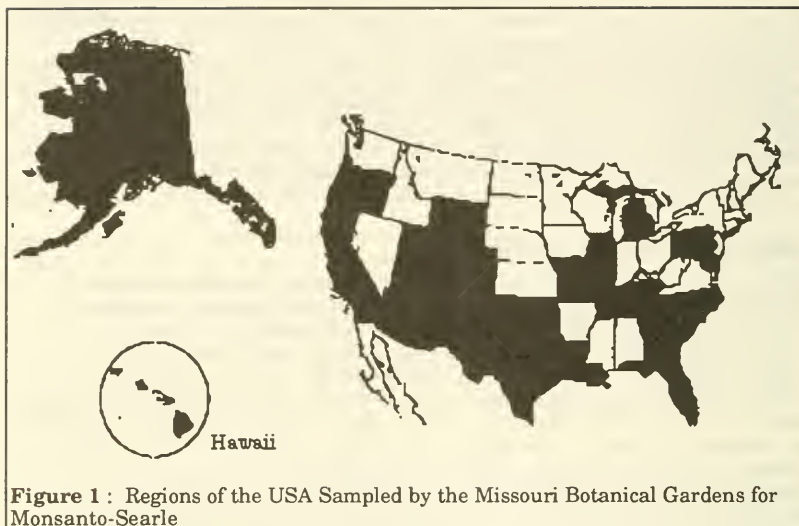 Hawaii
Figure 1 : Regions of the USA Sampled by the Missouri Botanical Gardens for
Monsanto-Searle